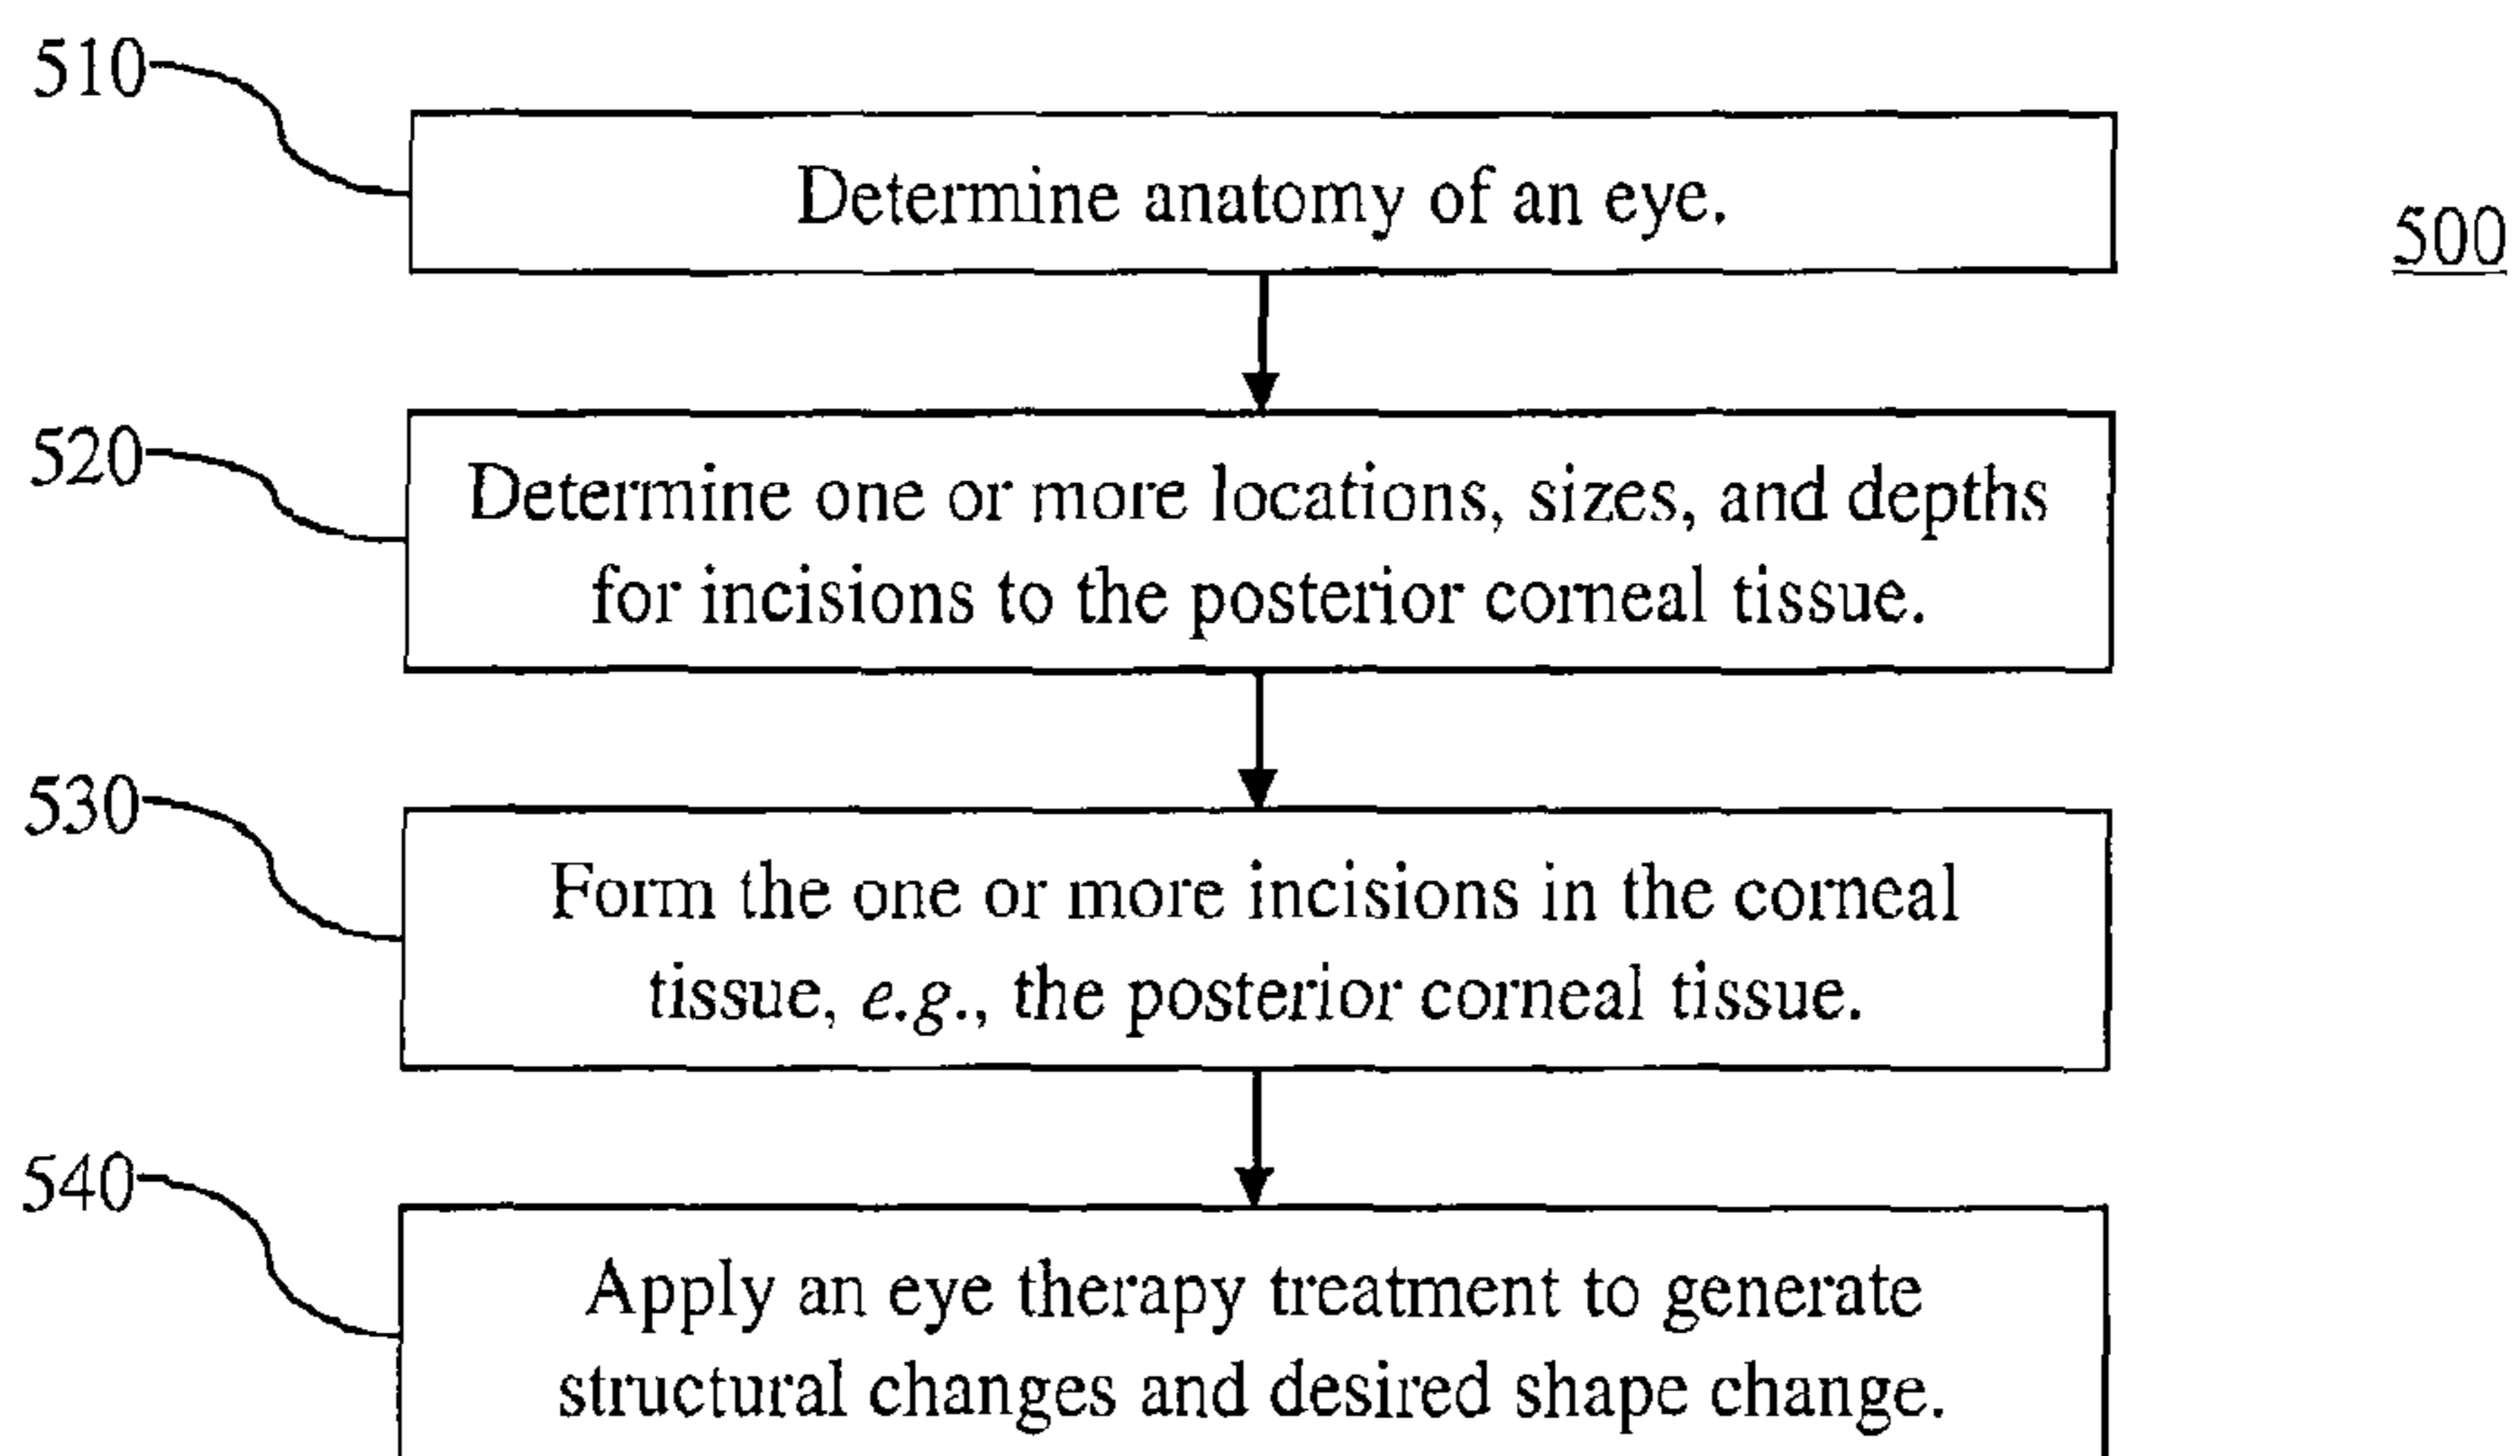 510
Determine anatomy of an eye.
500
520
Determine one or more locations, sizes, and depths
for incisions to the posterior corneal tissue.
530
Form the one or more incisions in the corneal
tissue, e.g., the posterior corneal tissue.
540
Apply an eye therapy treatment to generate
structural changes and desired shape change.